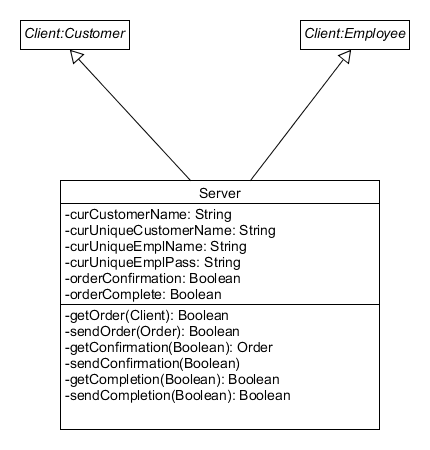 Client:Customer
Client:Employee
Server
-curCustomerName: String
-curUniqueCustomerName: String
-curUniqueEmplName: String
-curUniqueEmplPass: String
-orderConfirmation: Boolean
-orderComplete: Boolean
-getOrder(Client): Boolean
-sendOrder(Order): Boolean
-getConfirmation(Boolean): Order
-sendConfirmation(Boolean)
-getCompletion(Boolean): Boolean
-sendCompletion(Boolean): Boolean